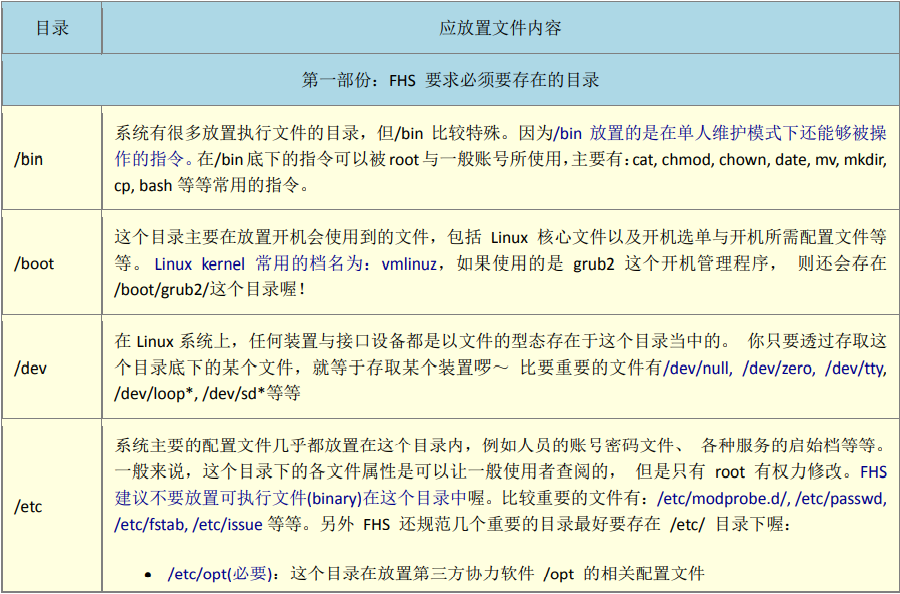 目录
应放置文件内容
第一部份：FHS 要求必须要存在的目录
/bin
系统有很多放置执行文件的目录，但/bin 比较特殊。因为/bin 放置的是在单人维护模式下还能够被操
作的指令。在/bin底下的指令可以被root与一般账号所使用，主要有：cat, chmod, chown, date, mv, mkdir,
cp, bash 等等常用的指令。
/boot
这个目录主要在放置开机会使用到的文件，包括 Linux 核心文件以及开机选单与开机所需配置文件等
等。 Linux kernel 常用的档名为：vmlinuz，如果使用的是 grub2 这个开机管理程序， 则还会存在
/boot/grub2/这个目录喔！
/dev
在 Linux 系统上，任何装置与接口设备都是以文件的型态存在于这个目录当中的。 你只要透过存取这
个目录底下的某个文件，就等于存取某个装置啰～ 比要重要的文件有/dev/null, /dev/zero, /dev/tty,
/dev/loop*, /dev/sd*等等
/etc
系统主要的配置文件几乎都放置在这个目录内，例如人员的账号密码文件、 各种服务的启始档等等。
一般来说，这个目录下的各文件属性是可以让一般使用者查阅的， 但是只有 root 有权力修改。FHS
建议不要放置可执行文件(binary)在这个目录中喔。比较重要的文件有：/etc/modprobe.d/, /etc/passwd,
/etc/fstab, /etc/issue 等等。另外 FHS 还规范几个重要的目录最好要存在 /etc/ 目录下喔：
• /etc/opt(必要)：这个目录在放置第三方协力软件 /opt 的相关配置文件